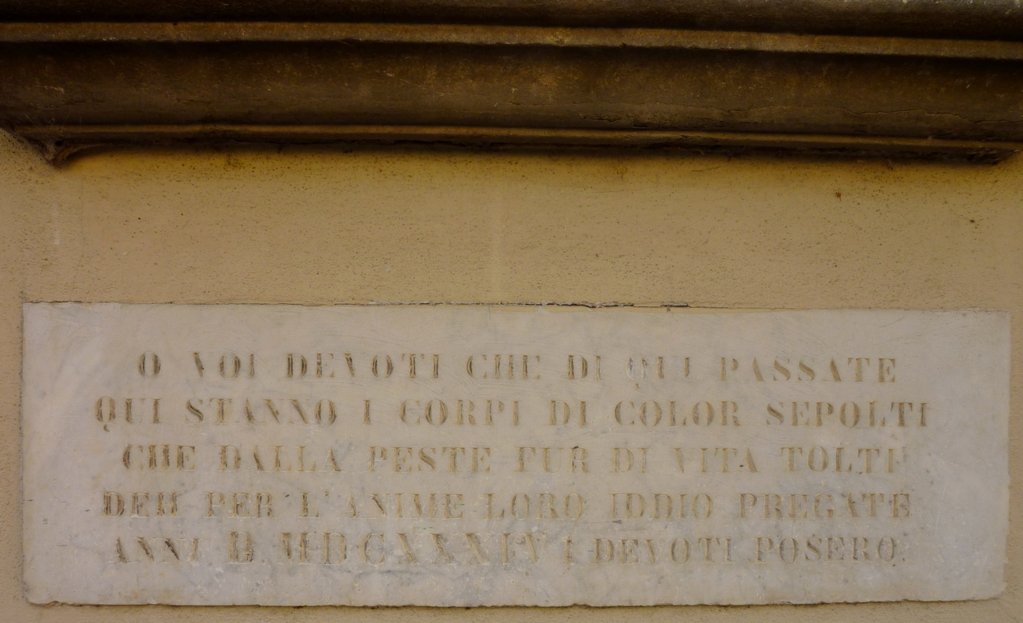 O VOI DEVOTI CHE DI QUI PASSATE
QUI STANNO I CORPI DI COLOR SEPOLTI
CHE DALLA PESTE FUR DI VITA TOLTI
DEH PER L'ANIME LORO IDDIO PREGATE
ANNI D. MDCXXXIV I DEVOTI POSERO.